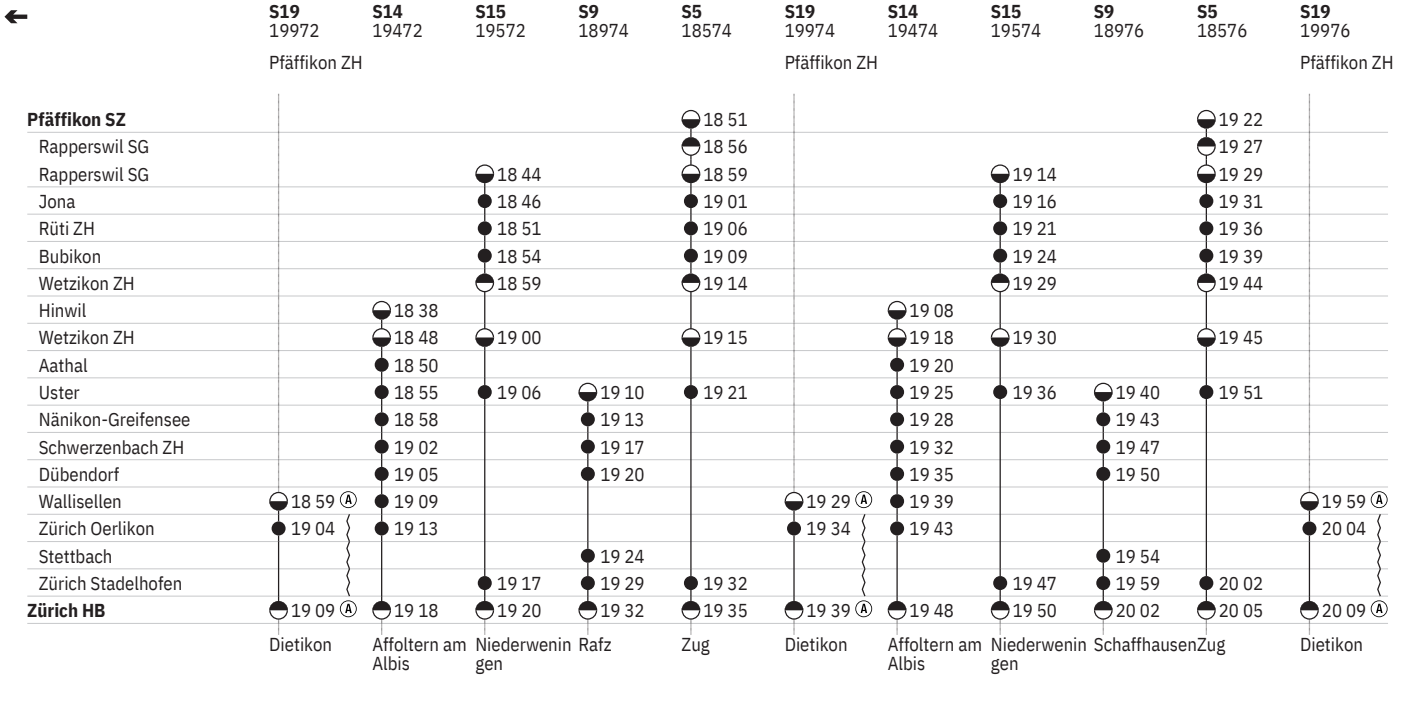 ← S19 S14 S15 S9 S5 S19 S14 S15 S9 S5 S19
19972 19472 19572 18974 18574 19974 19474 19574 18976 18576 19976
Pfäffikon ZH Pfäffikon ZH Pfäffikon ZH
Pfäffikon SZ 18 51 19 22
Rapperswil SG 18 56 19 27
Rapperswil SG 18 44 18 59 19 14 19 29
Jona 18 46 19 01 19 16 19 31
Rüti ZH 18 51 19 06 19 21 19 36
Bubikon 18 54 19 09 19 24 19 39
Wetzikon ZH 18 59 19 14 19 29 19 44
Hinwil 18 38 19 08
Wetzikon ZH 18 48 19 00 19 15 19 18 19 30 19 45
Aathal 18 50 19 20
Uster 18 55 19 06 19 10 19 21 19 25 19 36 19 40 19 51
Nänikon-Greifensee 18 58 19 13 19 28 19 43
Schwerzenbach ZH 19 02 19 17 19 32 19 47
Dübendorf 19 05 19 20 19 35 19 50
Wallisellen 18 59 Ⓐ 19 09 19 29 Ⓐ 19 39 19 59 Ⓐ
Zürich Oerlikon 19 04 19 13 19 34 19 43 20 04
Stettbach 19 24 19 54
Zürich Stadelhofen 19 17 19 29 19 32 19 47 19 59 20 02
Zürich HB 19 09 Ⓐ 19 18 19 20 19 32 19 35 19 39 Ⓐ 19 48 19 50 20 02 20 05 20 09 Ⓐ
Dietikon Affoltern am Niederwenin Rafz Zug Dietikon Affoltern am Niederwenin Schaffhausen Zug Dietikon
Albis gen Albis gen